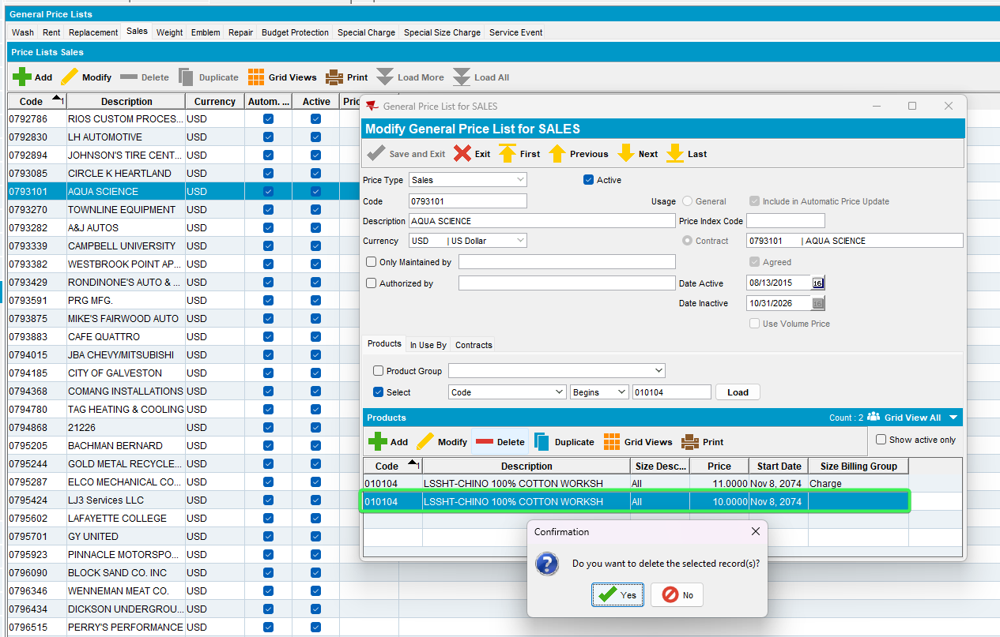 General Price Lists
Wash Rent Replacement Sales Weight Emblem Repair Budget Protection Special Charge Special Size Charge Service Event
Price Lists Sales
Add Modify Delete Duplicate Grid Views Print Load More Load All
Code 1 Description Currency Autom. ... Active Pric
0792786 RIOS CUSTOM PROCES... USD
0792830 LH AUTOMOTIVE USD
0792894 JOHNSON'S TIRE CENT... USD
0793085 CIRCLE K HEARTLAND USD
0793101 AQUA SCIENCE USD
0793270 TOWNLINE EQUIPMENT USD
0793282 A&J AUTOS USD
0793339 CAMPBELL UNIVERSITY USD
0793382 WESTBROOK POINT AP... USD
0793429 RONDINONE'S AUTO & ... USD
0793591 PRG MFG. USD
0793875 MIKE'S FAIRWOOD AUTO USD
0793883 CAFE QUATTRO USD
0794015 JBA CHEVY/MITSUBISHI USD
0794185 CITY OF GALVESTON USD
0794368 COMANG INSTALLATIONS USD
0794780 TAG HEATING & COOLING USD
0794868 21226 USD
0795205 BACHMAN BERNARD USD
0795244 GOLD METAL RECYCLE... USD
0795287 ELCO MECHANICAL CO... USD
0795424 LJ3 Services LLC USD
0795602 LAFAYETTE COLLEGE USD
0795701 GY UNITED USD
0795923 PINNACLE MOTORSPO... USD
0796090 BLOCK SAND CO. INC USD
0796346 WENNEMAN MEAT CO. USD
0796434 DICKSON UNDERGROU... USD
0796515 PERRY'S PERFORMANCE USD
General Price List for SALES
Modify General Price List for SALES
Save and Exit Exit First Previous Next Last
Price Type Sales Active
Code 0793101 Usage General Include in Automatic Price Update
Description AQUA SCIENCE Price Index Code
Currency USD | US Dollar Contract 0793101 | AQUA SCIENCE
Only Maintained by Agreed
Authorized by Date Active 08/13/2015 16
Date Inactive 10/31/2026 16
Use Volume Price
Products In Use By Contracts
Product Group
Select Code Begins 010104 Load
Products Count : 2 Grid View All
Add Modify Delete Duplicate Grid Views Print Show active only
Code 1 Description Size Desc... Price Start Date Size Billing Group
010104 LSSHT-CHINO 100% COTTON WORKSH All 11.0000 Nov 8, 2074 Charge
010104 LSSHT-CHINO 100% COTTON WORKSH All 10.0000 Nov 8, 2074
Confirmation
Do you want to delete the selected record(s)?
Yes No